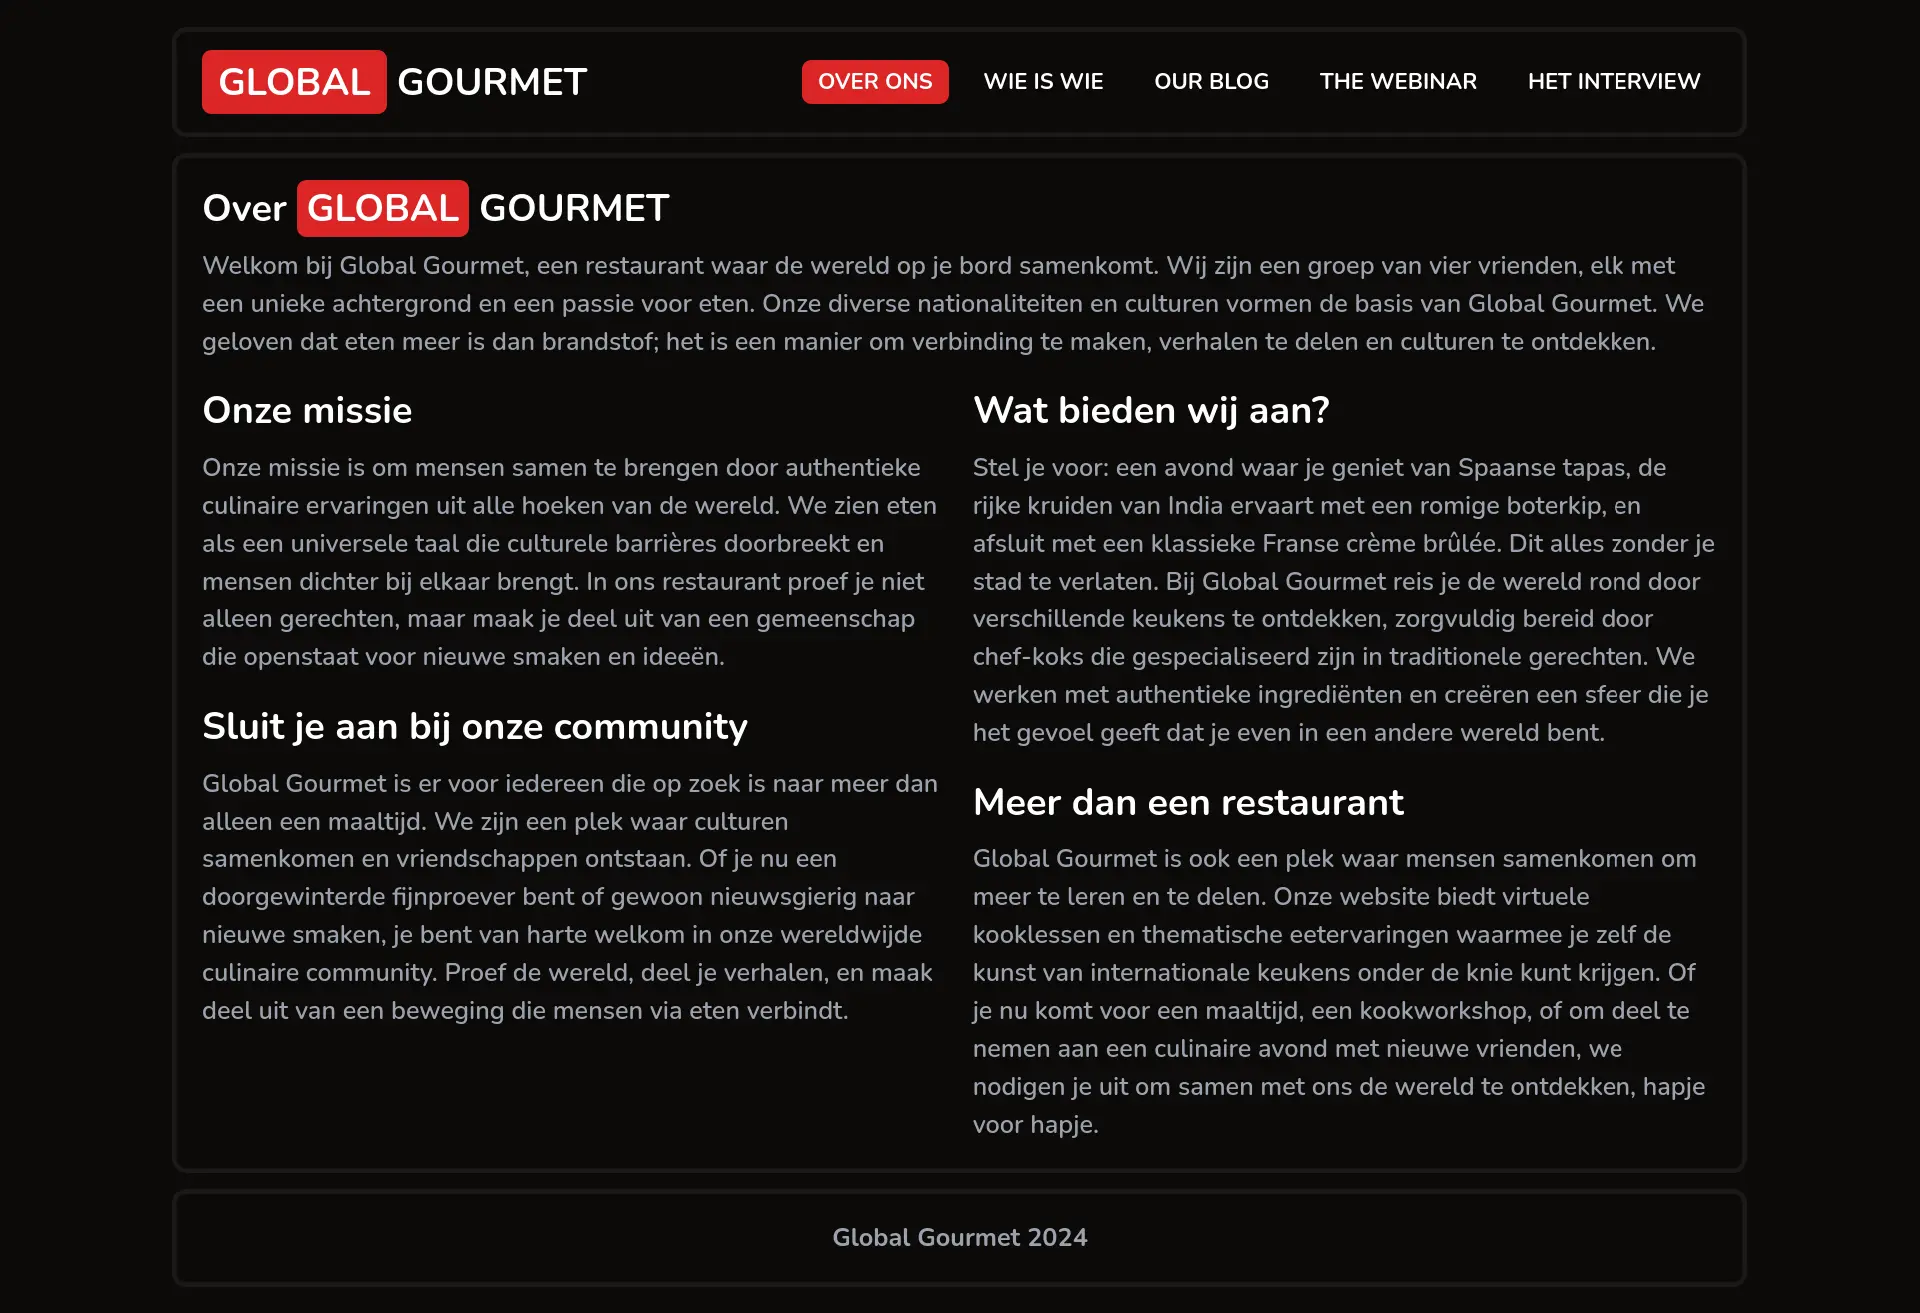 GLOBAL GOURMET
OVER ONS
WIE IS WIE
OUR BLOG
THE WEBINAR
HET INTERVIEW
Over GLOBAL GOURMET
Welkom bij Global Gourmet, een restaurant waar de wereld op je bord samenkomt. Wij zijn een groep van vier vrienden, elk met
een unieke achtergrond en een passie voor eten. Onze diverse nationaliteiten en culturen vormen de basis van Global Gourmet. We
geloven dat eten meer is dan brandstof; het is een manier om verbinding te maken, verhalen te delen en culturen te ontdekken.
Onze missie
Onze missie is om mensen samen te brengen door authentieke
culinaire ervaringen uit alle hoeken van de wereld. We zien eten
als een universele taal die culturele barrières doorbreekt en
mensen dichter bij elkaar brengt. In ons restaurant proef je niet
alleen gerechten, maar maak je deel uit van een gemeenschap
die openstaat voor nieuwe smaken en ideeën.
Sluit je aan bij onze community
Global Gourmet is er voor iedereen die op zoek is naar meer dan
alleen een maaltijd. We zijn een plek waar culturen
samenkomen en vriendschappen ontstaan. Of je nu een
doorgewinterde fijnproever bent of gewoon nieuwsgierig naar
nieuwe smaken, je bent van harte welkom in onze wereldwijde
culinaire community. Proef de wereld, deel je verhalen, en maak
deel uit van een beweging die mensen via eten verbindt.
Wat bieden wij aan?
Stel je voor: een avond waar je geniet van Spaanse tapas, de
rijke kruiden van India ervaart met een romige boterkip, en
afsluit met een klassieke Franse crème brûlée. Dit alles zonder je
stad te verlaten. Bij Global Gourmet reis je de wereld rond door
verschillende keukens te ontdekken, zorgvuldig bereid door
chef-koks die gespecialiseerd zijn in traditionele gerechten. We
werken met authentieke ingrediënten en creëren een sfeer die je
het gevoel geeft dat je even in een andere wereld bent.
Meer dan een restaurant
Global Gourmet is ook een plek waar mensen samenkomen om
meer te leren en te delen. Onze website biedt virtuele
kooklessen en thematische eetervaringen waarmee je zelf de
kunst van internationale keukens onder de knie kunt krijgen. Of
je nu komt voor een maaltijd, een kookworkshop, of om deel te
nemen aan een culinaire avond met nieuwe vrienden, we
nodigen je uit om samen met ons de wereld te ontdekken, hapje
voor hapje.
Global Gourmet 2024